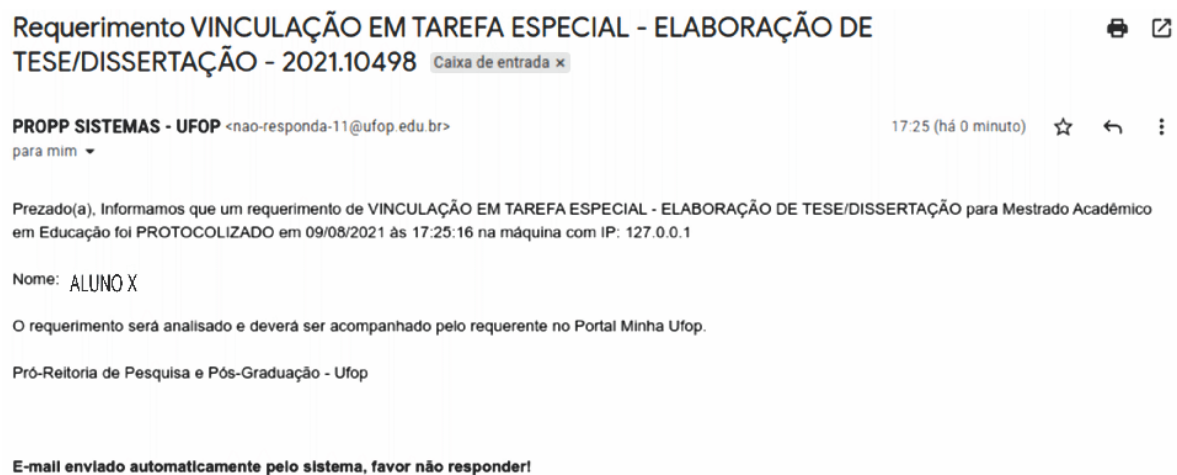 Requerimento VINCULAÇÃO EM TAREFA ESPECIAL - ELABORAÇÃO DE
TESE/DISSERTAÇÃO - 2021.10498 Caixa de entrada ×
PROPP SISTEMAS - UFOP <nao-responda-11@ufop.edu.br> 17:25 (há 0 minuto)
para mim
Prezado(a), Informamos que um requerimento de VINCULAÇÃO EM TAREFA ESPECIAL - ELABORAÇÃO DE TESE/DISSERTAÇÃO para Mestrado Acadêmico
em Educação foi PROTOCOLIZADO em 09/08/2021 às 17:25:16 na máquina com IP: 127.0.0.1
Nome: ALUNO X
O requerimento será analisado e deverá ser acompanhado pelo requerente no Portal Minha Ufop.
Pró-Reitoria de Pesquisa e Pós-Graduação - Ufop
E-mail enviado automaticamente pelo sistema, favor não responder!